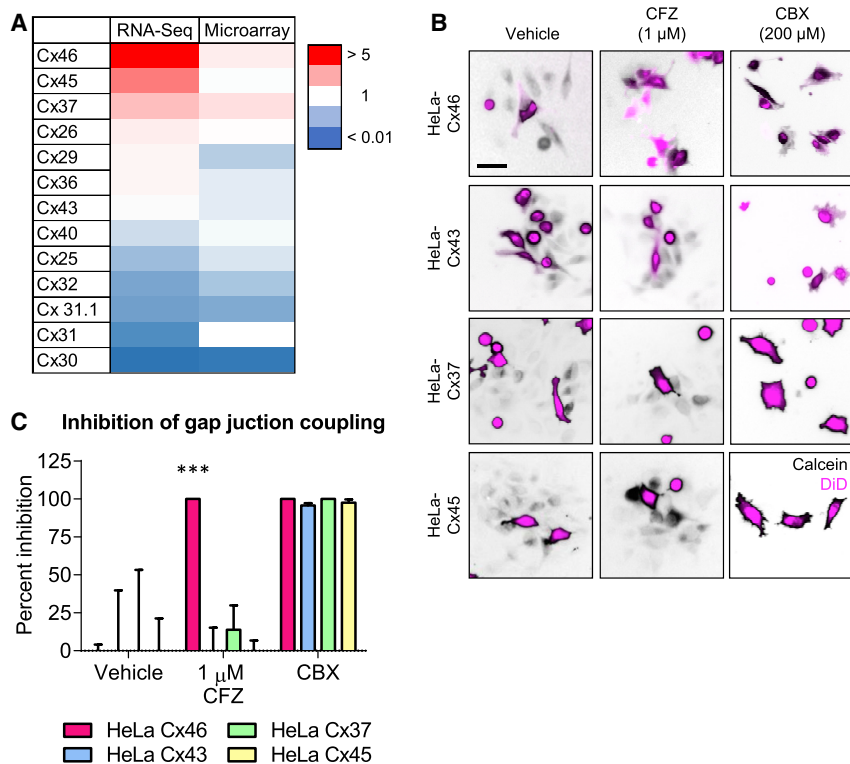 A
RNA-Seq Microarray
Cx46
Cx45
Cx37
Cx26
Cx29
Cx36
Cx43
Cx40
Cx25
Cx32
Cx 31.1
Cx31
Cx30
> 5
1
< 0.01
B
Vehicle
CFZ
(1 µM)
CBX
(200 µM)
HeLa-
Cx46
HeLa-
Cx43
HeLa-
Cx37
HeLa-
Cx45
Calcein
DiD
C
Inhibition of gap juction coupling
Percent inhibition
125
100
75
50
25
0
***
Vehicle
1 µM
CFZ
CBX
HeLa Cx46
HeLa Cx37
HeLa Cx43
HeLa Cx45